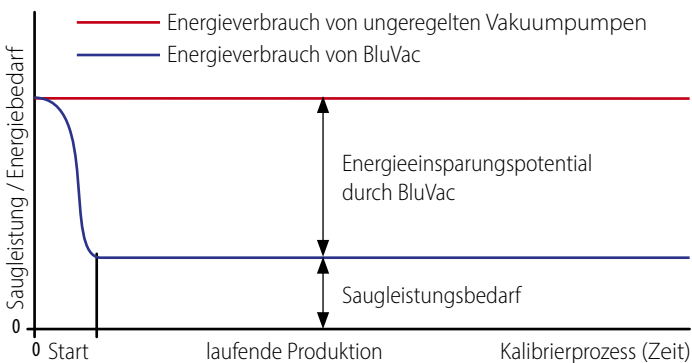 Energieverbrauch von ungeregelten Vakuumpumpen
Energieverbrauch von BluVac
Saugleistung / Energiebedarf
Energieeinsparungspotential
durch BluVac
Saugleistungsbedarf
0
0 Start
laufende Produktion
Kalibrierprozess (Zeit)